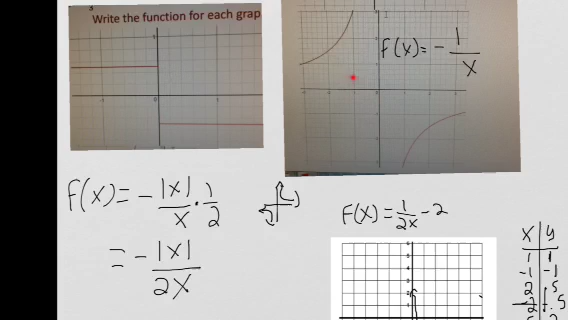 Write the function for each grap
f(x) = - 1/x
f(x) = - |x|/x · 1/2
= - |x|/2x
f(x) = 1/2x - 2
x | y
1 | 1
-1 | -1
2 | .5
-2 | -.5